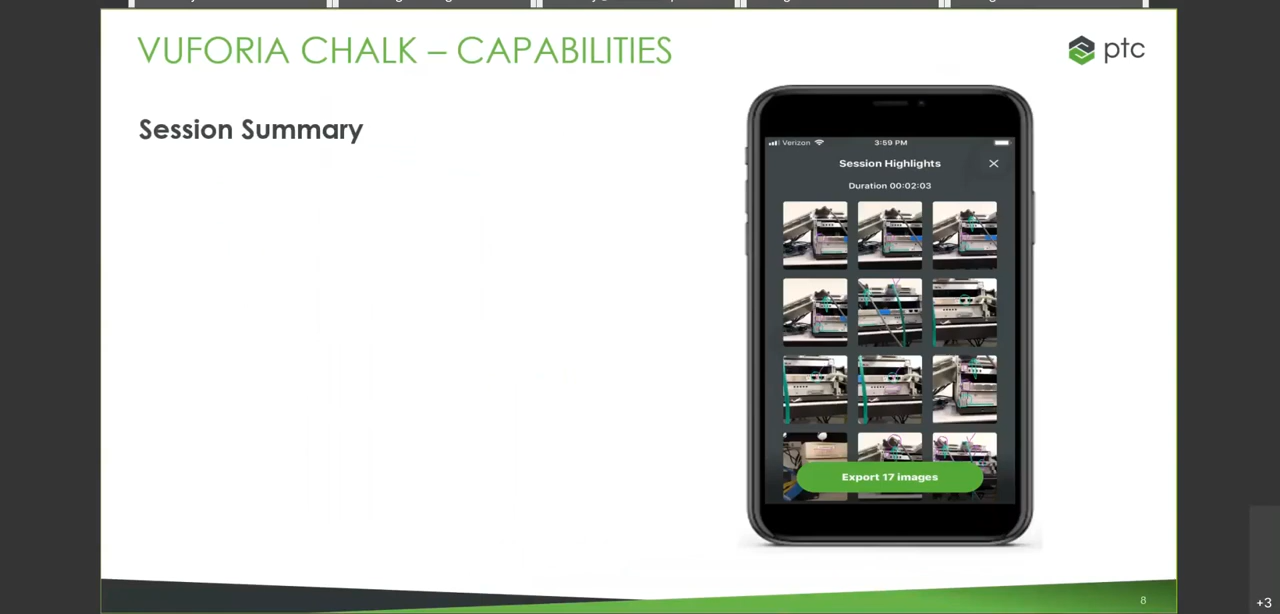 VUFORIA CHALK – CAPABILITIES
ptc
Session Summary
Verizon
3:59 PM
Session Highlights
Duration 00:02:03
Export 17 images
8
+3